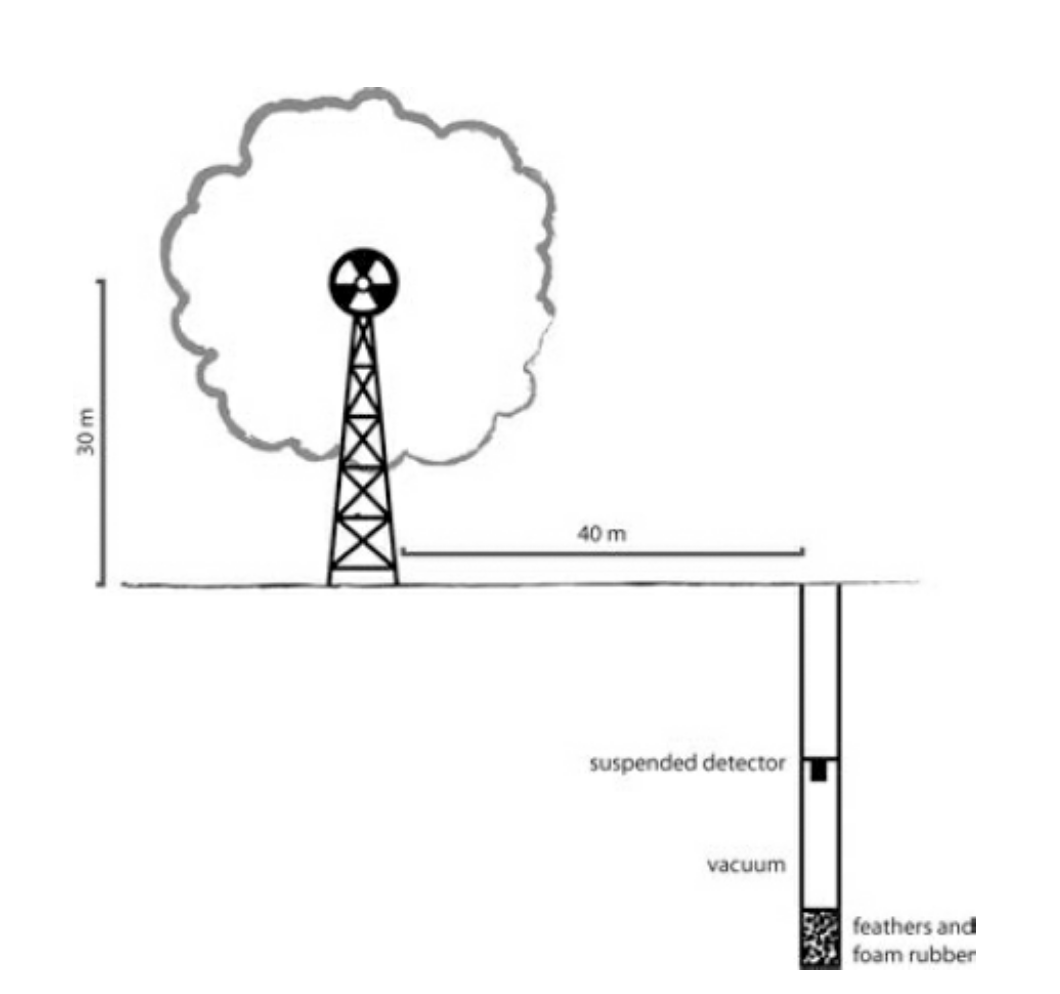 30 m
40 m
suspended detector
vacuum
feathers and
foam rubber